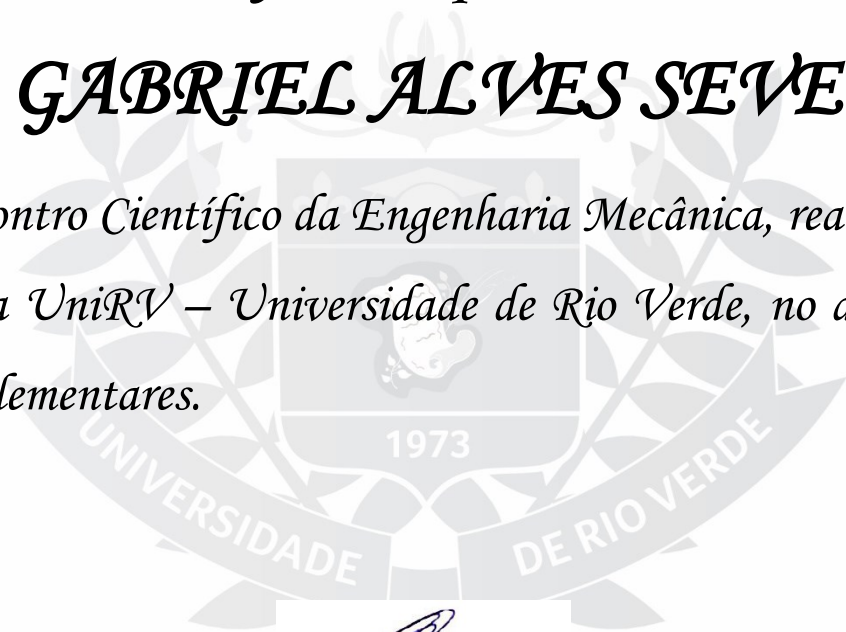 GABRIEL ALVES SEVE
ontro Científico da Engenharia Mecânica, rea
a UniRV – Universidade de Rio Verde, no d
lementares.
1973
UNIVERSIDADE DE RIO VERDE